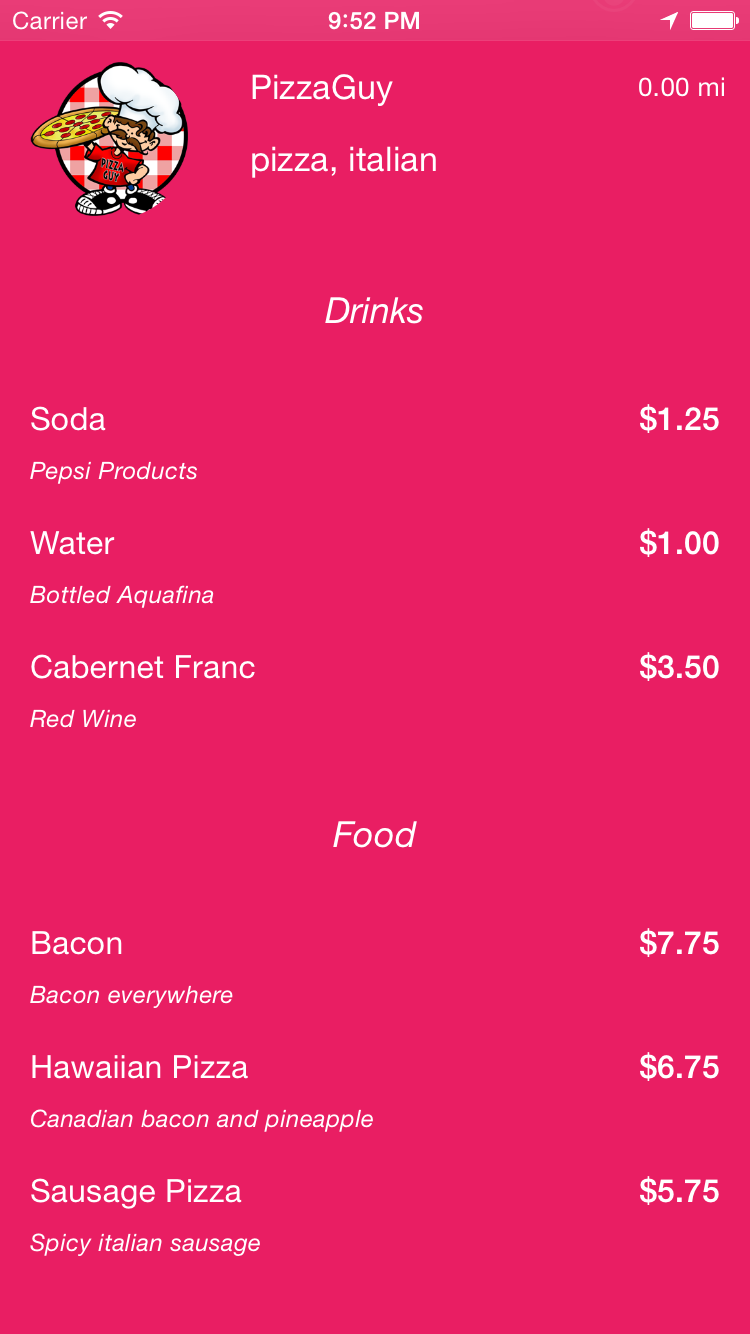 Carrier 9:52 PM
PizzaGuy 0.00 mi
PIZZA
GUY
pizza, italian
Drinks
Soda $1.25
Pepsi Products
Water $1.00
Bottled Aquafina
Cabernet Franc $3.50
Red Wine
Food
Bacon $7.75
Bacon everywhere
Hawaiian Pizza $6.75
Canadian bacon and pineapple
Sausage Pizza $5.75
Spicy italian sausage